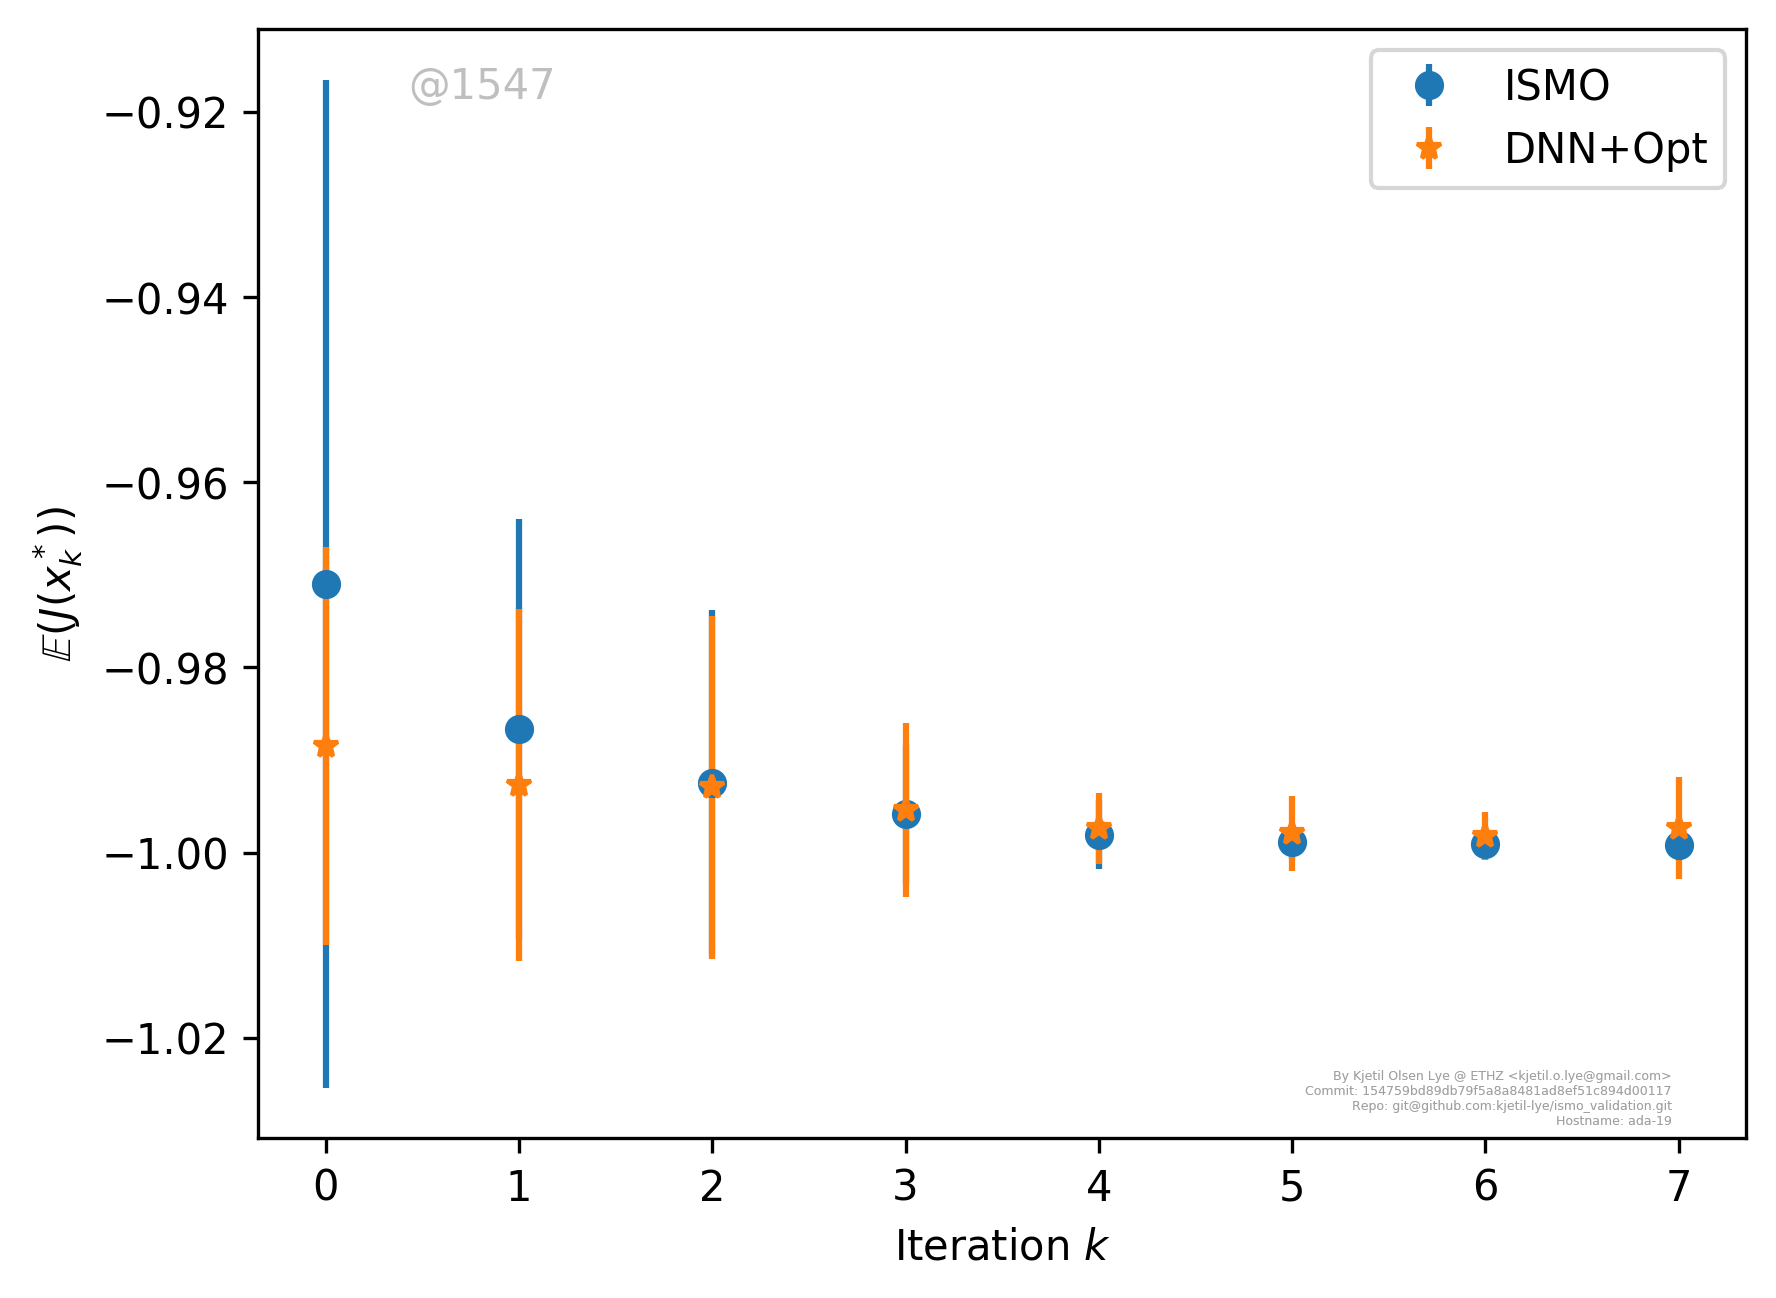 @1547
ISMO
DNN+Opt
−0.92
−0.94
−0.96
−0.98
−1.00
−1.02
𝔼(J(x*k))
0 1 2 3 4 5 6 7
Iteration k
By Kjetil Olsen Lye @ ETHZ <kjetil.o.lye@gmail.com>
Commit: 154759bd89db79f5a8a8481ad8ef51c894d00117
Repo: git@github.com:kjetil-lye/ismo_validation.git
Hostname: ada-19